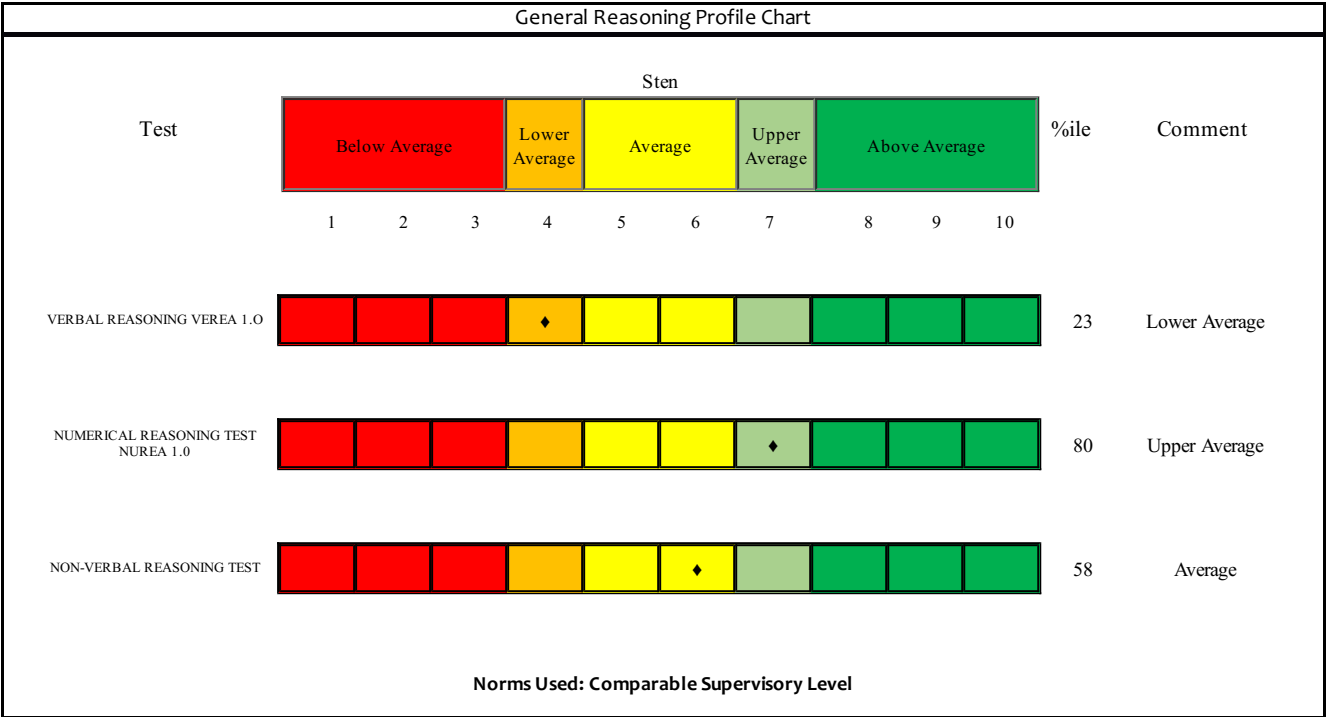 General Reasoning Profile Chart
Sten
Test
Below Average
Lower
Average
Average
Upper
Average
Above Average
%ile
Comment
1 2 3 4 5 6 7 8 9 10
VERBAL REASONING VEREA 1.O
23
Lower Average
NUMERICAL REASONING TEST
NUREA 1.0
80
Upper Average
NON-VERBAL REASONING TEST
58
Average
Norms Used: Comparable Supervisory Level